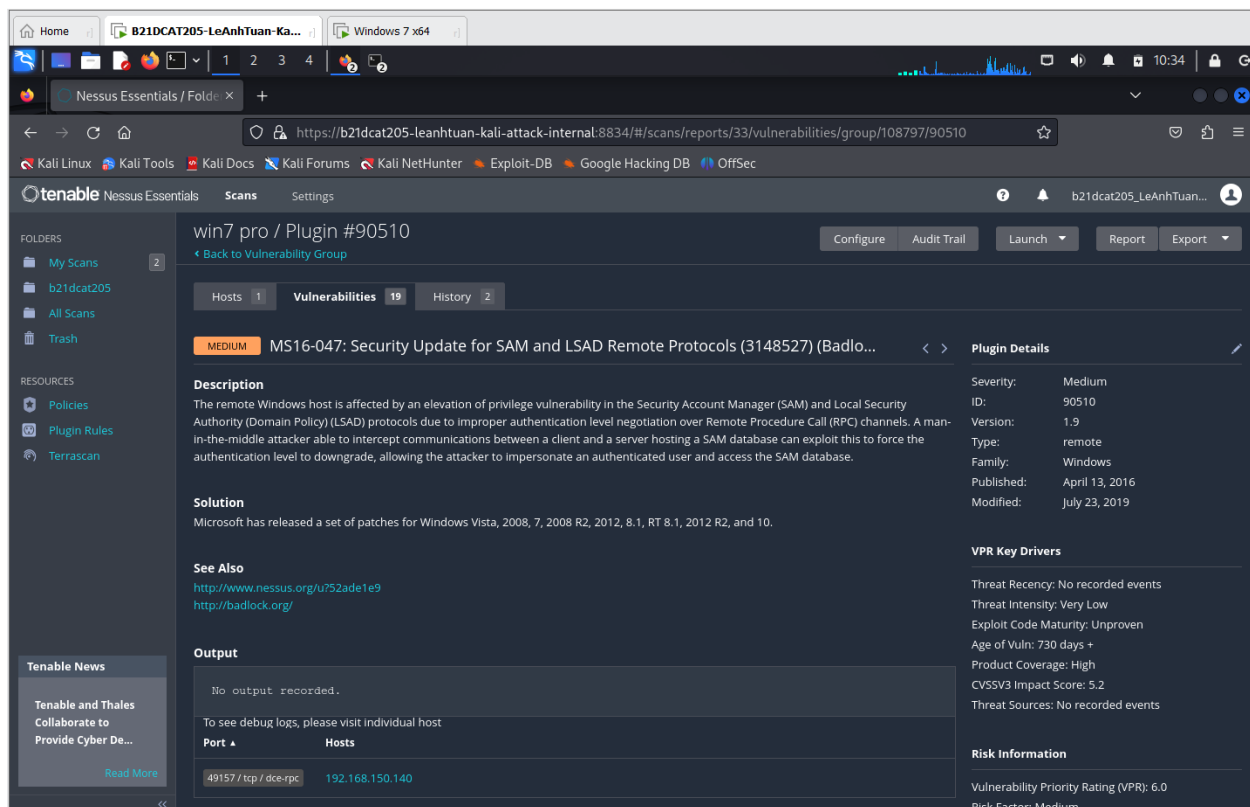 Home
B21DCAT205-LeAnhTuan-Ka...
Windows 7 x64
1 2 3 4
10:34
Nessus Essentials / Folde
https://b21dcat205-leanhtuan-kali-attack-internal:8834/#/scans/reports/33/vulnerabilities/group/108797/90510
Kali Linux Kali Tools Kali Docs Kali Forums Kali NetHunter Exploit-DB Google Hacking DB OffSec
tenable Nessus Essentials Scans Settings b21dcat205_LeAnhTuan...
FOLDERS
My Scans 2
b21dcat205
All Scans
Trash
RESOURCES
Policies
Plugin Rules
Terrascan
Tenable News
Tenable and Thales
Collaborate to
Provide Cyber De...
Read More
win7 pro / Plugin #90510
Back to Vulnerability Group
Configure Audit Trail Launch Report Export
Hosts 1 Vulnerabilities 19 History 2
MEDIUM MS16-047: Security Update for SAM and LSAD Remote Protocols (3148527) (Badlo...
Description
The remote Windows host is affected by an elevation of privilege vulnerability in the Security Account Manager (SAM) and Local Security
Authority (Domain Policy) (LSAD) protocols due to improper authentication level negotiation over Remote Procedure Call (RPC) channels. A man-
in-the-middle attacker able to intercept communications between a client and a server hosting a SAM database can exploit this to force the
authentication level to downgrade, allowing the attacker to impersonate an authenticated user and access the SAM database.
Solution
Microsoft has released a set of patches for Windows Vista, 2008, 7, 2008 R2, 2012, 8.1, RT 8.1, 2012 R2, and 10.
See Also
http://www.nessus.org/u?52ade1e9
http://badlock.org/
Output
No output recorded.
To see debug logs, please visit individual host
Port Hosts
49157 / tcp / dce-rpc 192.168.150.140
Plugin Details
Severity: Medium
ID: 90510
Version: 1.9
Type: remote
Family: Windows
Published: April 13, 2016
Modified: July 23, 2019
VPR Key Drivers
Threat Recency: No recorded events
Threat Intensity: Very Low
Exploit Code Maturity: Unproven
Age of Vuln: 730 days +
Product Coverage: High
CVSSV3 Impact Score: 5.2
Threat Sources: No recorded events
Risk Information
Vulnerability Priority Rating (VPR): 6.0
Risk Factor: Medium